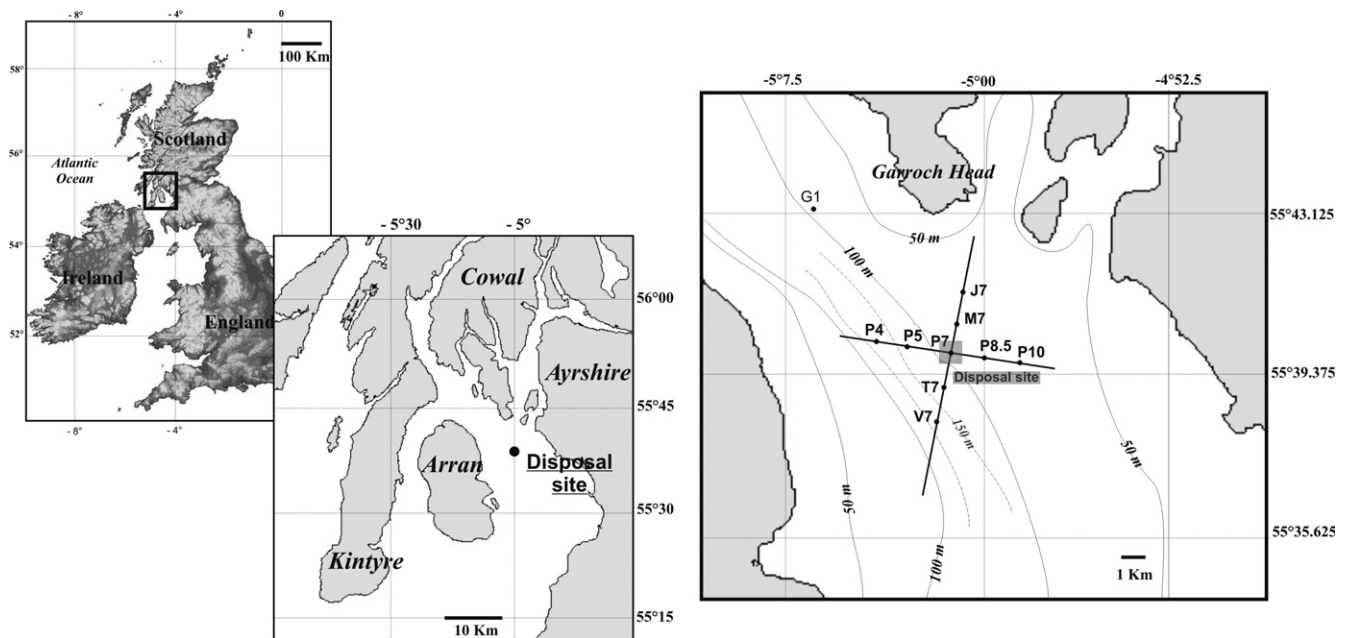 - 8°
- 4°
0
100 Km
58°
Scotland
56°
Atlantic
Ocean
54°
Ireland
England
52°
- 8°
- 4°
- 5°30
- 5°
Cowal
56°00
Ayrshire
55°45
Arran
Disposal
site
55°30
Kintyre
10 Km
55°15
-5°7.5
-5°00
-4°52.5
Garroch Head
G1
55°43.125
50 m
100 m
J7
M7
P4
P5
P7
P8.5
P10
Disposal site
55°39.375
T7
V7
150 m
50 m
50 m
55°35.625
100 m
1 Km